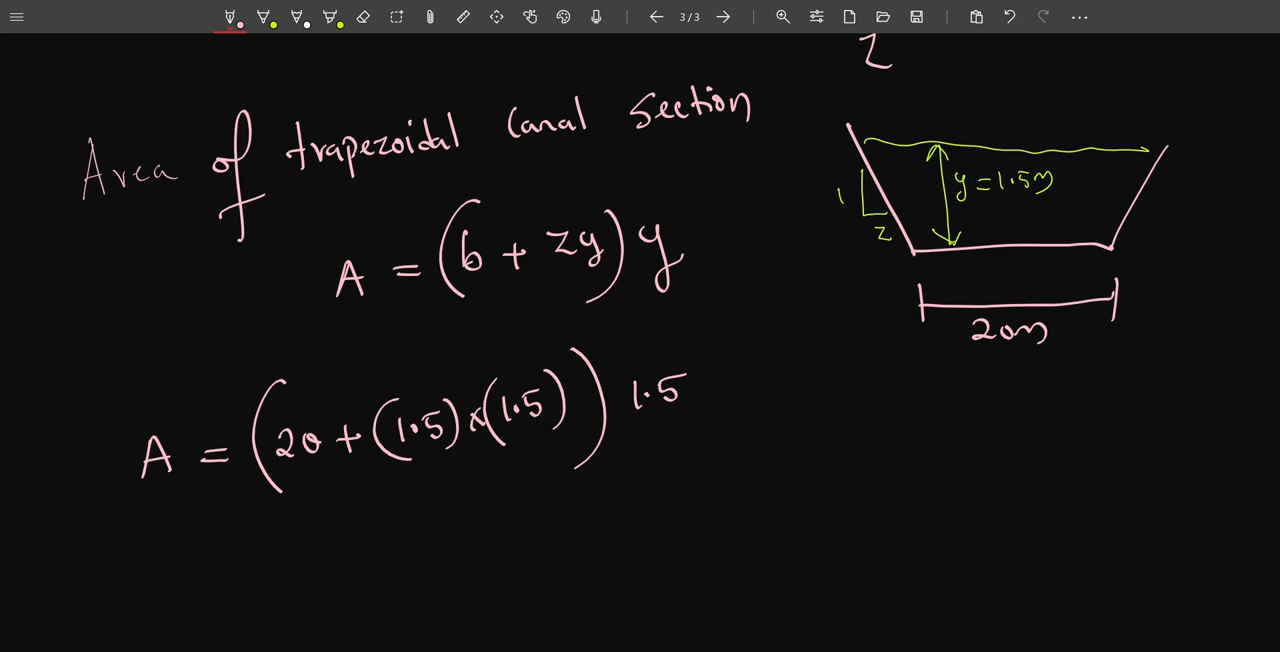 3/3
z
Area of trapezoidal canal section
A = (b + zy) y
A = (20 + (1.5) × (1.5)) 1.5
y = 1.5m
1
z
20m